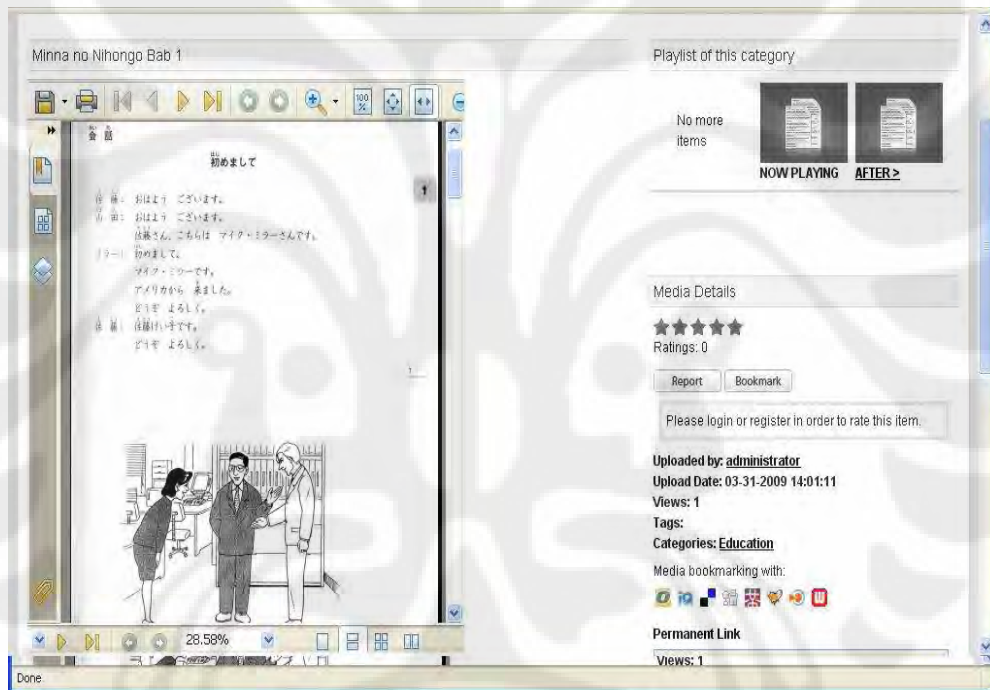 Minna no Nihongo Bab 1
会話
初めまして
佐藤： おはよう ございます。
山田： おはよう ございます。
佐藤さん、こちらは マイク・ミラーさんです。
ミラー： 初めまして。
マイク・ミラーです。
アメリカから 来ました。
どうぞ よろしく。
佐藤： 佐藤けい子です。
どうぞ よろしく。
1
28.58%
Playlist of this category
No more
items
NOW PLAYING AFTER >
Media Details
Ratings: 0
Report Bookmark
Please login or register in order to rate this item.
Uploaded by: administrator
Upload Date: 03-31-2009 14:01:11
Views: 1
Tags:
Categories: Education
Media bookmarking with:
Permanent Link
Views: 1
Done